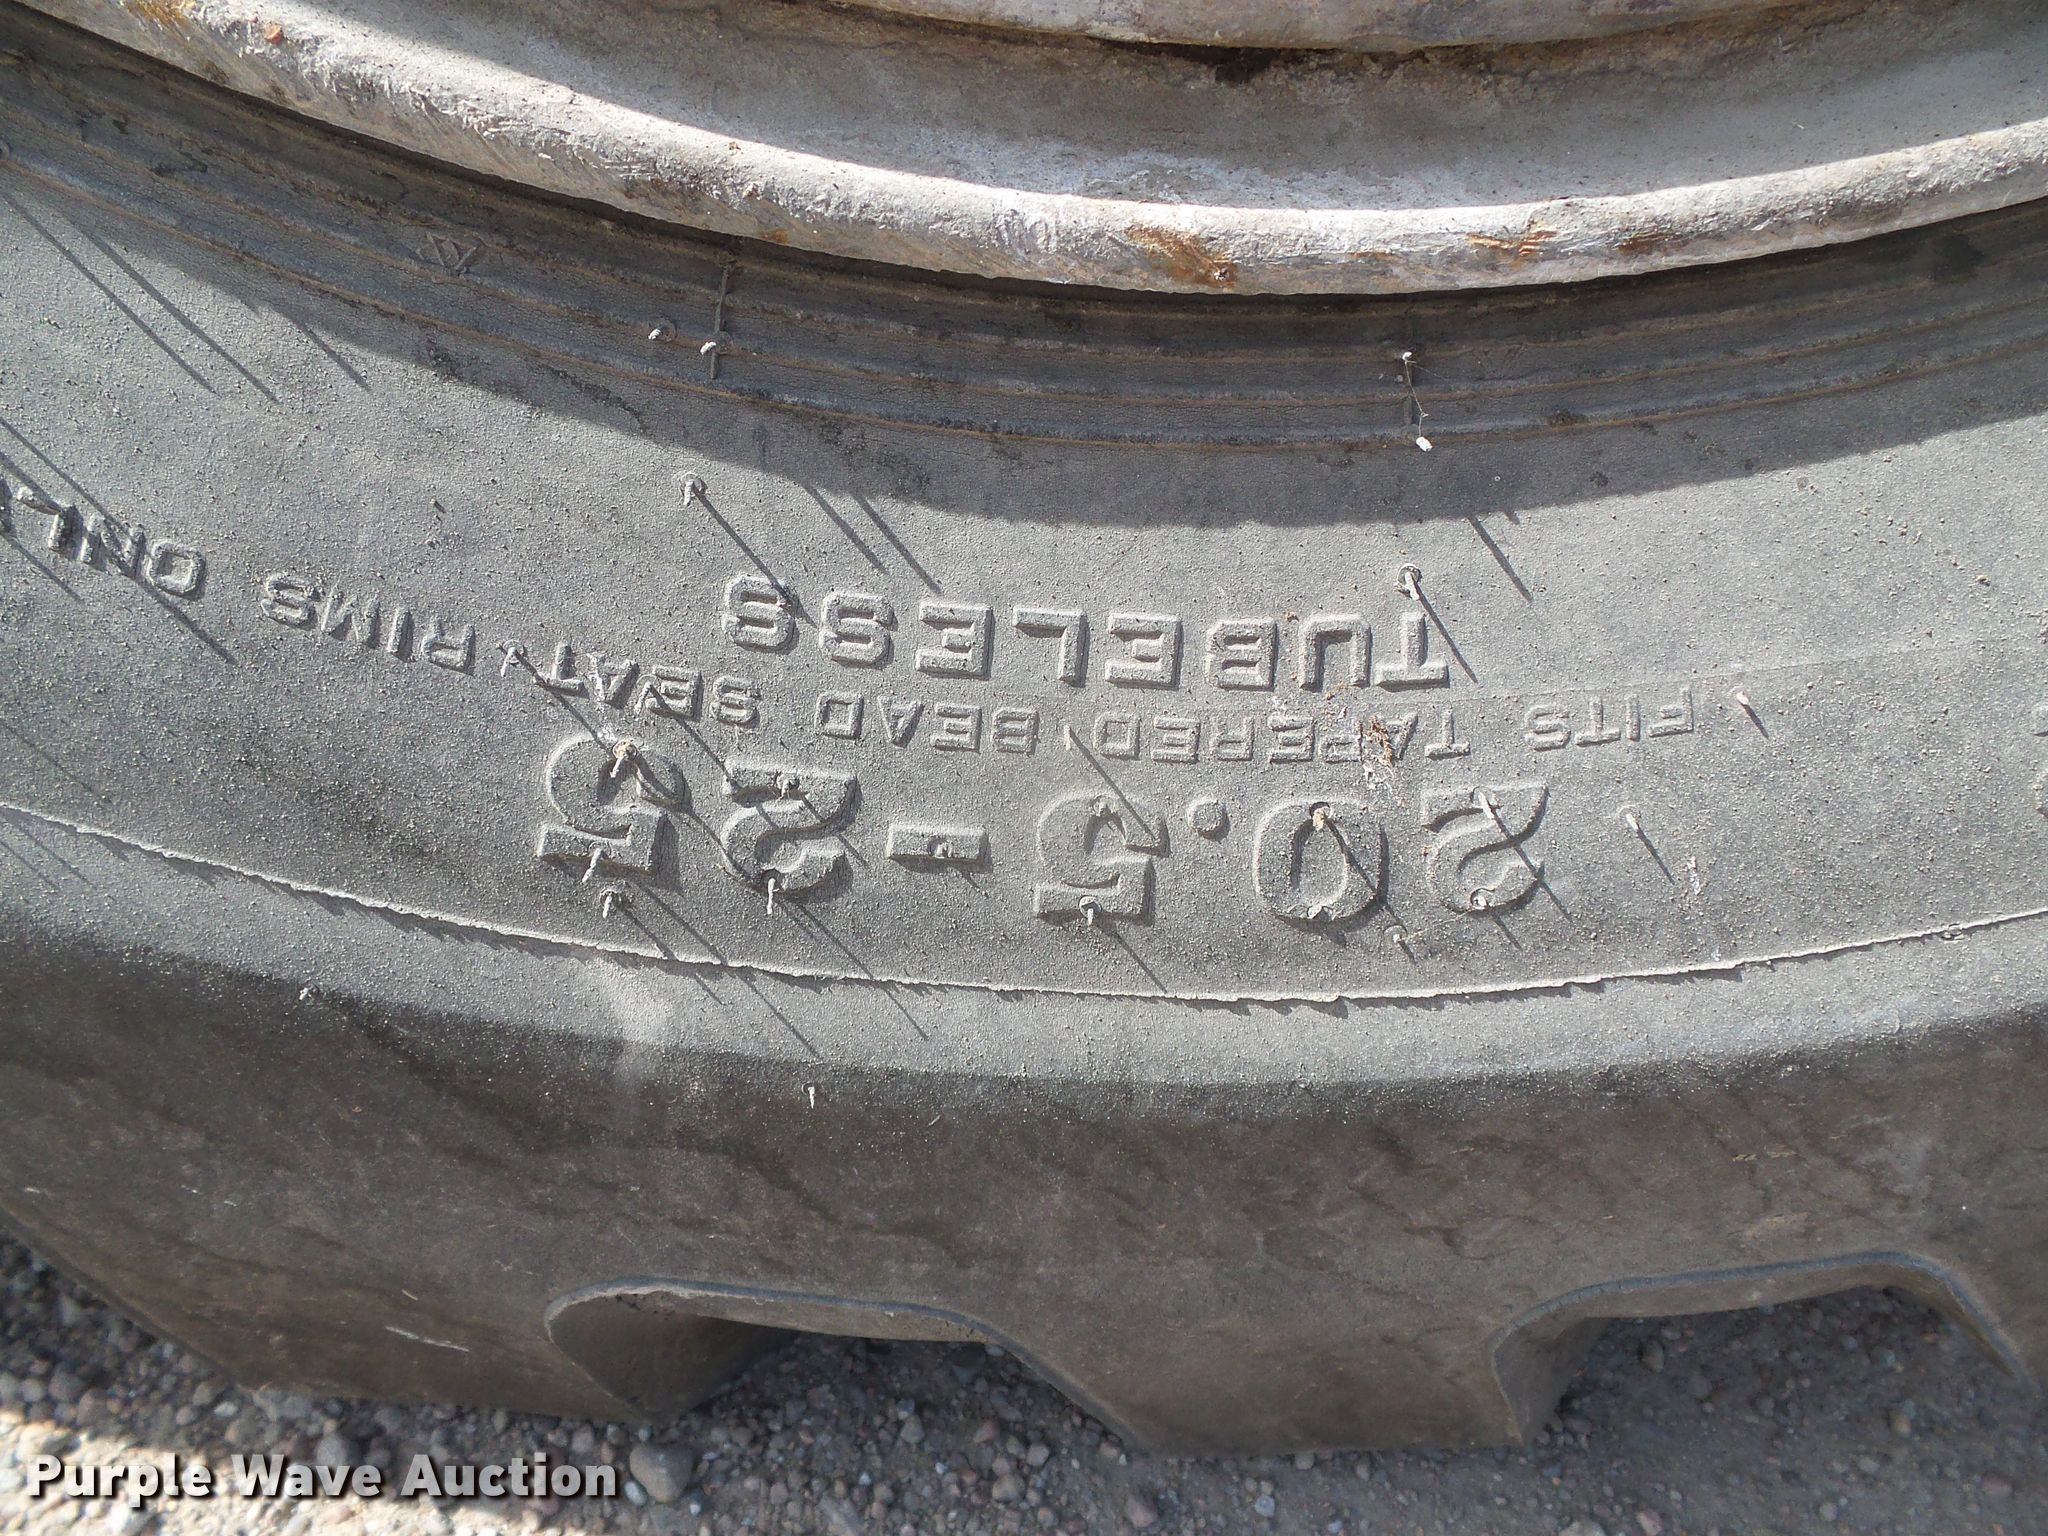 20.5-25
FITS TAPERED BEAD SEAT RIMS ONLY
TUBELESS
Purple Wave Auction